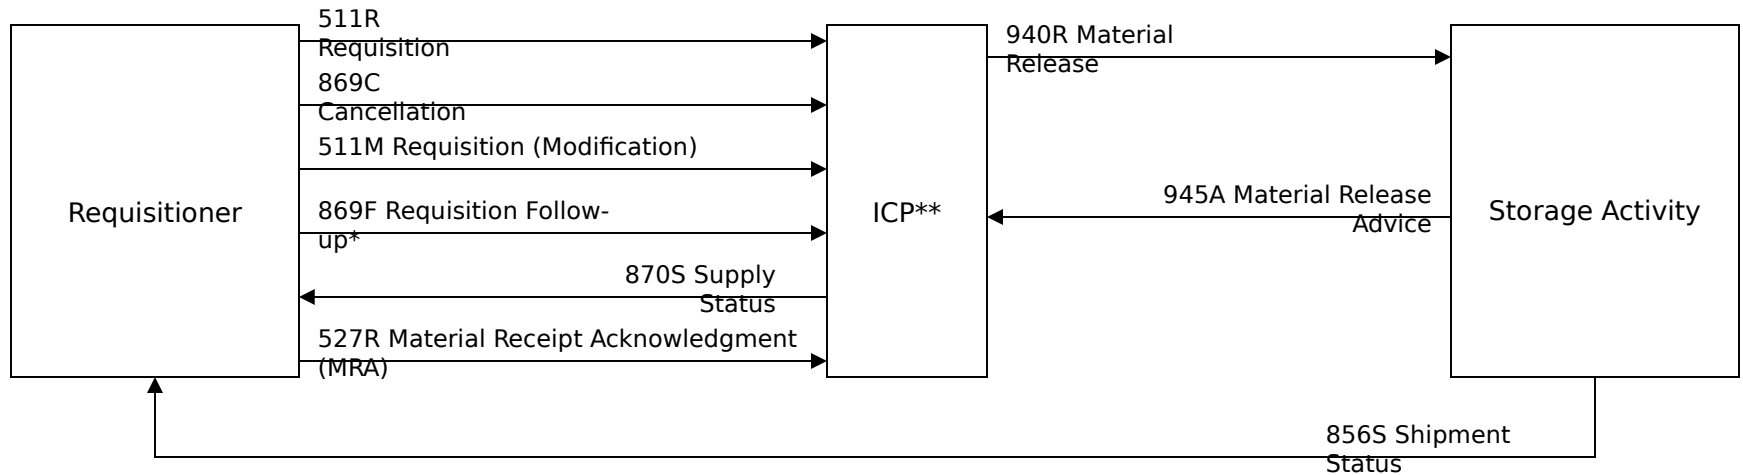 511R
Requisition
869C
Cancellation
511M Requisition (Modification)
869F Requisition Follow-
up*
870S Supply
Status
527R Material Receipt Acknowledgment
(MRA)
Requisitioner
ICP**
940R Material
Release
945A Material Release
Advice
Storage Activity
856S Shipment
Status